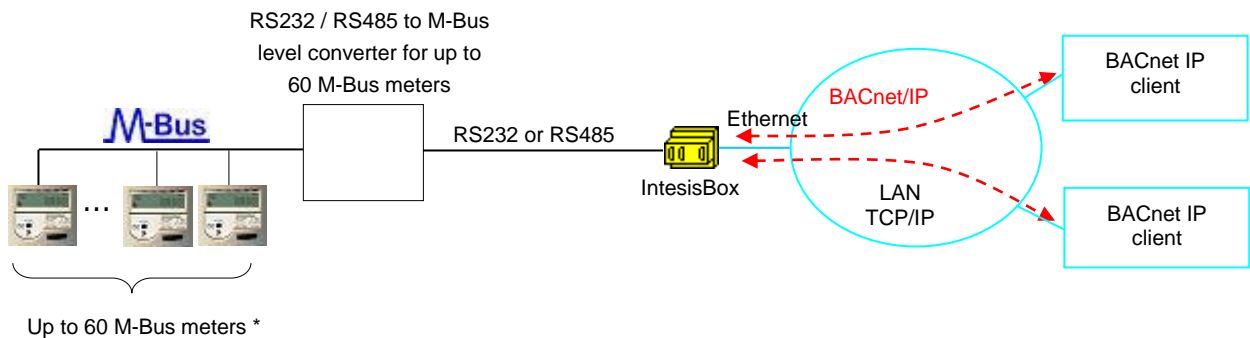 RS232 / RS485 to M-Bus
level converter for up to
60 M-Bus meters
M-Bus
RS232 or RS485
IntesisBox
Ethernet
BACnet/IP
LAN
TCP/IP
BACnet IP
client
BACnet IP
client
...
Up to 60 M-Bus meters *